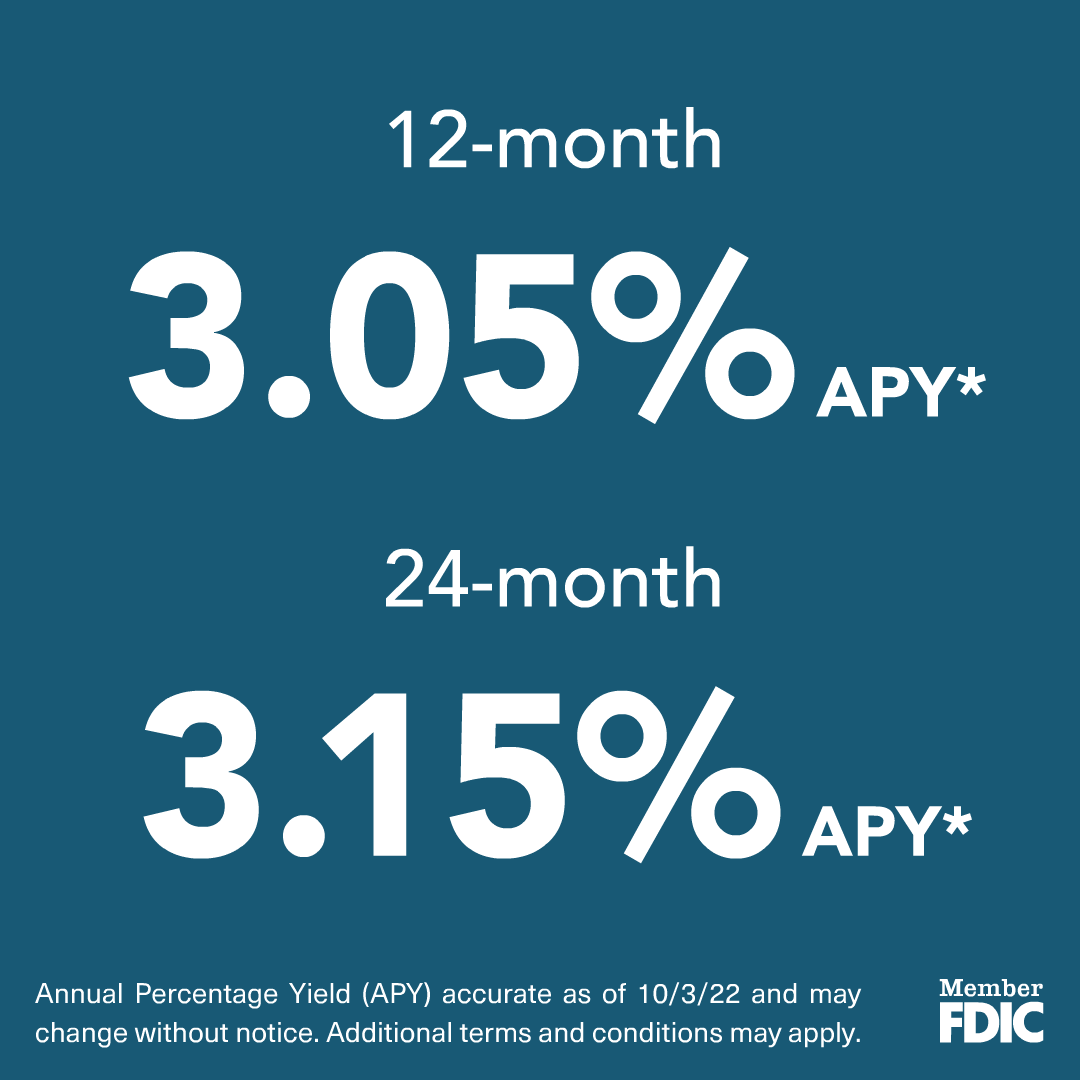 12-month
3.05% APY*
24-month
3.15% APY*
Annual Percentage Yield (APY) accurate as of 10/3/22 and may
change without notice. Additional terms and conditions may apply.
Member
FDIC